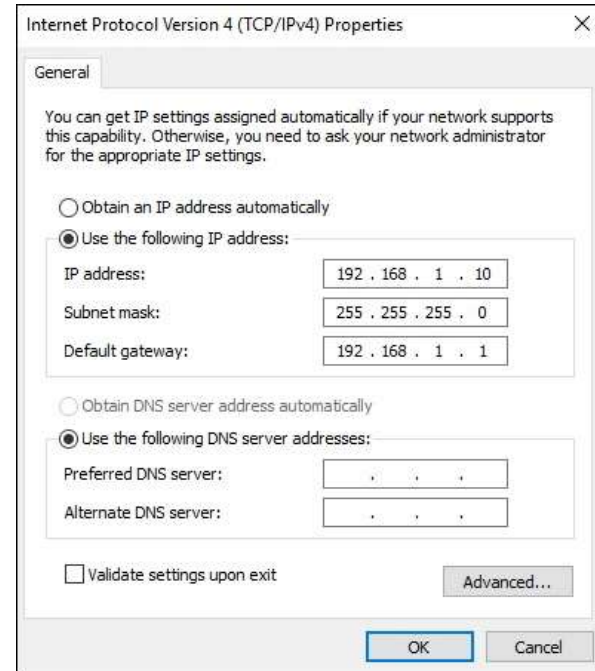 Internet Protocol Version 4 (TCP/IPv4) Properties
General
You can get IP settings assigned automatically if your network supports
this capability. Otherwise, you need to ask your network administrator
for the appropriate IP settings.
Obtain an IP address automatically
Use the following IP address:
IP address: 192 . 168 . 1 . 10
Subnet mask: 255 . 255 . 255 . 0
Default gateway: 192 . 168 . 1 . 1
Obtain DNS server address automatically
Use the following DNS server addresses:
Preferred DNS server: . . .
Alternate DNS server: . . .
Validate settings upon exit
Advanced...
OK Cancel